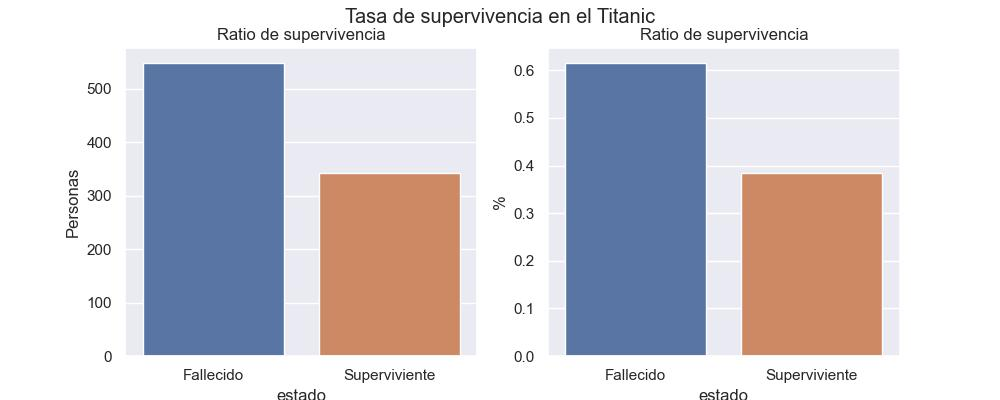 Tasa de supervivencia en el Titanic
Ratio de supervivencia
Personas
500
400
300
200
100
0
Fallecido Superviviente
estado
Ratio de supervivencia
%
0.6
0.5
0.4
0.3
0.2
0.1
0.0
Fallecido Superviviente
estado